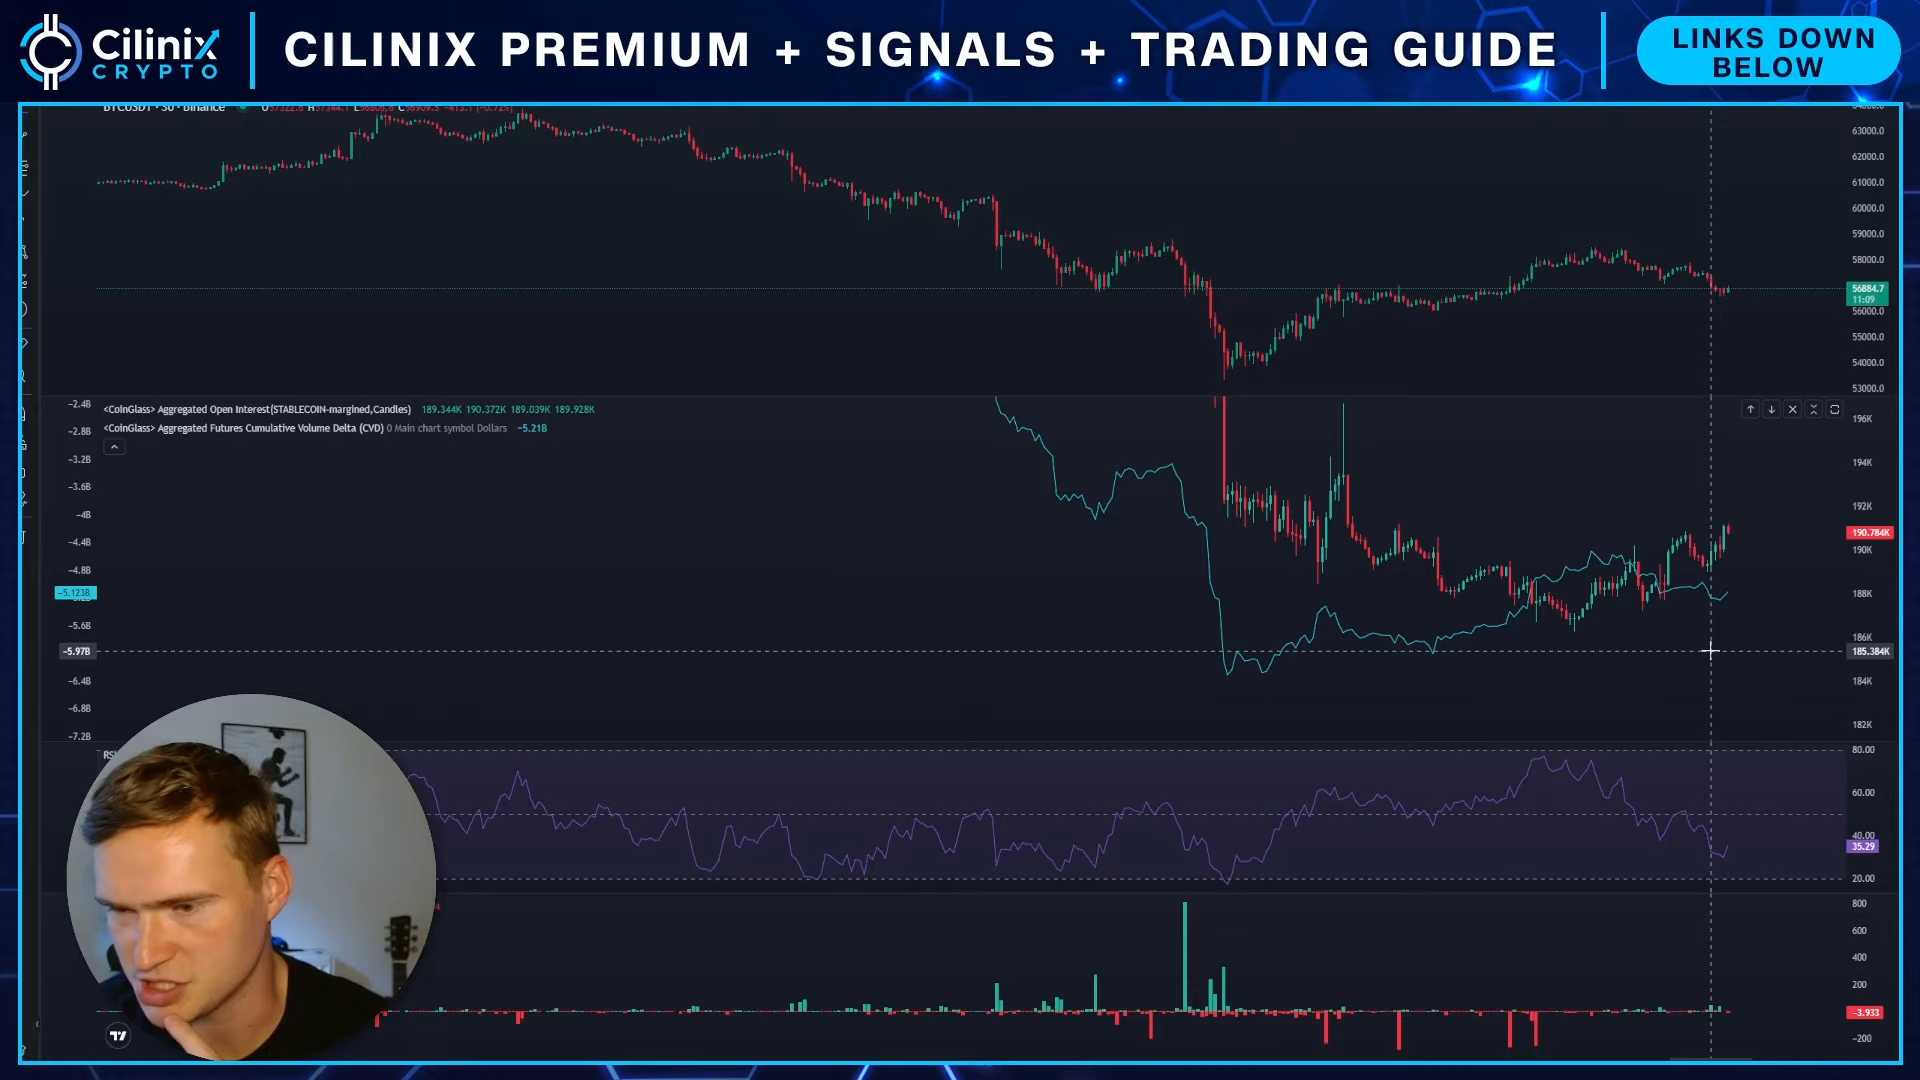 Cilinix
CRYPTO
CILINIX PREMIUM + SIGNALS + TRADING GUIDE
LINKS DOWN
BELOW
BTCUSDT · 30 · Binance
63000.0
62000.0
61000.0
60000.0
59000.0
58000.0
56884.7
11:09
56000.0
55000.0
54000.0
53000.0
<CoinGlass> Aggregated Open Interest(STABLECOIN-margined,Candles) 189.344K 190.372K 189.039K 189.928K
<CoinGlass> Aggregated Futures Cumulative Volume Delta (CVD) 0 Main chart symbol Dollars −5.21B
−2.4B
−2.8B
−3.2B
−3.6B
−4B
−4.4B
−4.8B
−5.123B
−5.6B
−5.97B
−6.4B
−6.8B
−7.2B
196K
194K
192K
190.784K
190K
188K
186K
185.384K
184K
182K
80.00
60.00
40.00
35.29
20.00
800
600
400
200
−3.933
−200